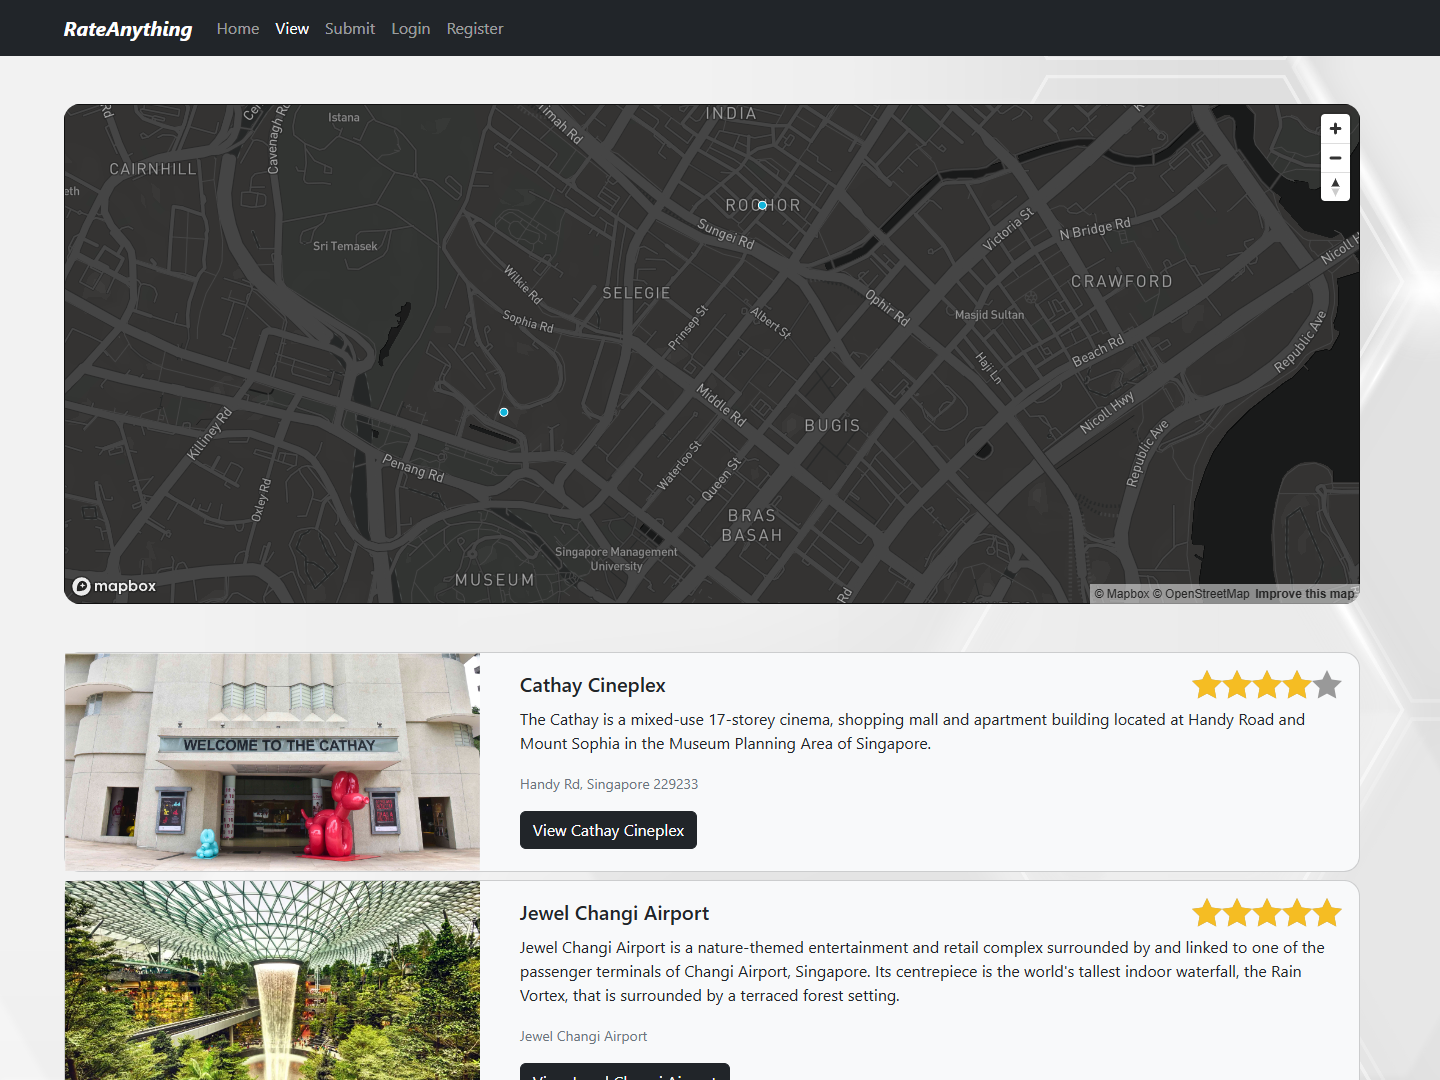 RateAnything Home View Submit Login Register
INDIA
Istana
Cavenagh Rd
CAIRNHILL
ROCHOR
Sungei Rd
Victoria St
N Bridge Rd
Sri Temasek
Wilkie Rd
SELEGIE
CRAWFORD
Sophia Rd
Prinsep St
Albert St
Ophir Rd
Masjid Sultan
Republic Ave
Beach Rd
Haji Ln
Middle Rd
Nicoll Hwy
Killiney Rd
BUGIS
Republic Ave
Penang Rd
Waterloo St
Queen St
Oxley Rd
BRAS
BASAH
Singapore Management
University
MUSEUM
Rd
mapbox
© Mapbox © OpenStreetMap Improve this map
WELCOME TO THE CATHAY
Cathay Cineplex
The Cathay is a mixed-use 17-storey cinema, shopping mall and apartment building located at Handy Road and
Mount Sophia in the Museum Planning Area of Singapore.
Handy Rd, Singapore 229233
View Cathay Cineplex
Jewel Changi Airport
Jewel Changi Airport is a nature-themed entertainment and retail complex surrounded by and linked to one of the
passenger terminals of Changi Airport, Singapore. Its centrepiece is the world's tallest indoor waterfall, the Rain
Vortex, that is surrounded by a terraced forest setting.
Jewel Changi Airport
View Jewel Changi Airport